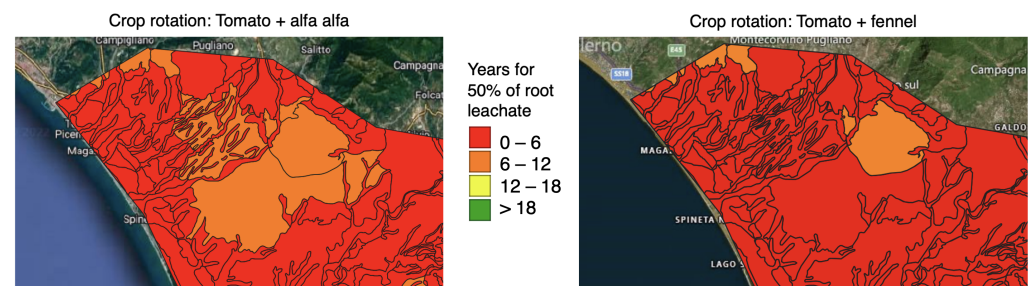 Crop rotation: Tomato + alfa alfa
Campigliano
Pugliano
Salitto
Campagna
Folcat
Picen
Maga
Spin
Years for
50% of root
leachate
0 – 6
6 – 12
12 – 18
> 18
Crop rotation: Tomato + fennel
lerno
E45
Montecorvino Pugliano
SS18
Campagna
o sul
GALDO
MAGA
SPINETA N
LAGO S